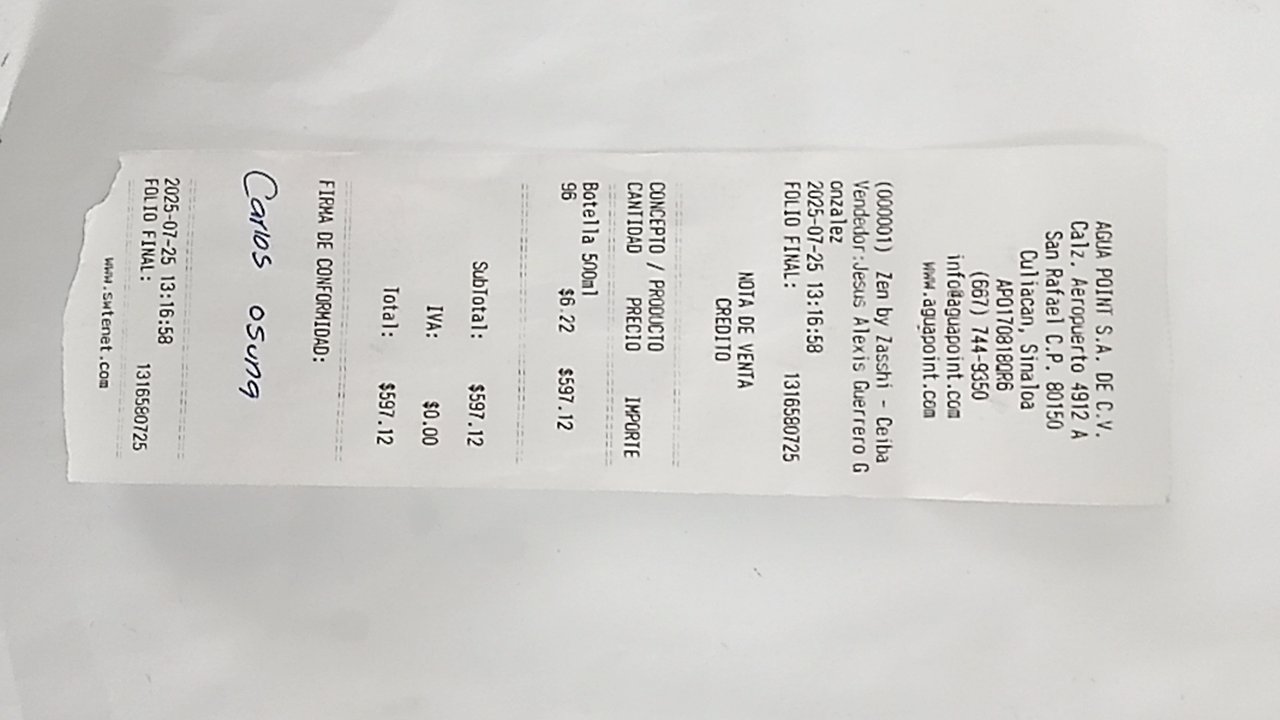 AGUA POINT S.A. DE C.V.
Calz. Aeropuerto 4912 A
San Rafael C.P. 80150
Culiacan, Sinaloa
APO170818QR6
(667) 744-9350
info@aguapoint.com
www.aguapoint.com
(000001) Zen by Zasshi - Ceiba
Vendedor:Jesus Alexis Guerrero G
onzalez
2025-07-25 13:16:58
FOLIO FINAL: 1316580725
NOTA DE VENTA
CREDITO
CONCEPTO / PRODUCTO
CANTIDAD PRECIO IMPORTE
Botella 500ml
96 $6.22 $597.12
SubTotal: $597.12
IVA: $0.00
Total: $597.12
FIRMA DE CONFORMIDAD:
Carlos Osuna
2025-07-25 13:16:58
FOLIO FINAL: 1316580725
www.swtenet.com